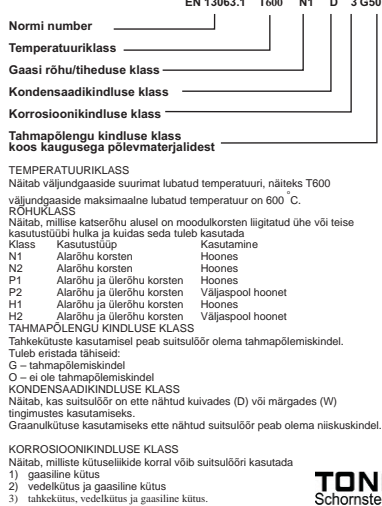 EN 13063.1 T600 N1 D 3 G50
Normi number
Temperatuuriklass
Gaasi rõhu/tiheduse klass
Kondensaadikindluse klass
Korrosioonikindluse klass
Tahmapõlengu kindluse klass
koos kaugusega põlevmaterjalidest
TEMPERATUURIKLASS
Näitab väljundgaaside suurimat lubatud temperatuuri, näiteks T600
väljundgaaside maksimaalne lubatud temperatuur on 600 °C.
RÕHUKLASS
Näitab, millise katserõhu alusel on moodulkorsten liigitatud ühe või teise
kasutustüübi hulka ja kuidas seda tuleb kasutada
Klass Kasutustüüp Kasutamine
N1 Alarõhu korsten Hoones
N2 Alarõhu korsten Hoones
P1 Alarõhu ja ülerõhu korsten Hoones
P2 Alarõhu ja ülerõhu korsten Väljaspool hoonet
H1 Alarõhu ja ülerõhu korsten Hoones
H2 Alarõhu ja ülerõhu korsten Väljaspool hoonet
TAHMAPÕLENGU KINDLUSE KLASS
Tahkekütuste kasutamisel peab suitsulõõr olema tahmapõlemiskindel.
Tuleb eristada tähiseid:
G – tahmapõlemiskindel
O – ei ole tahmapõlemiskindel
KONDENSAADIKINDLUSE KLASS
Näitab, kas suitsulõõr on ette nähtud kuivades (D) või märgades (W)
tingimustes kasutamiseks.
Graanulkütuse kasutamiseks ette nähtud suitsulõõr peab olema niiskuskindel.
KORROSIOONIKINDLUSE KLASS
Näitab, milliste kütuseliikide korral võib suitsulõõri kasutada
1) gaasiline kütus
2) vedelkütus ja gaasiline kütus
3) tahkekütus, vedelkütus ja gaasiline kütus.
TON
Schornste